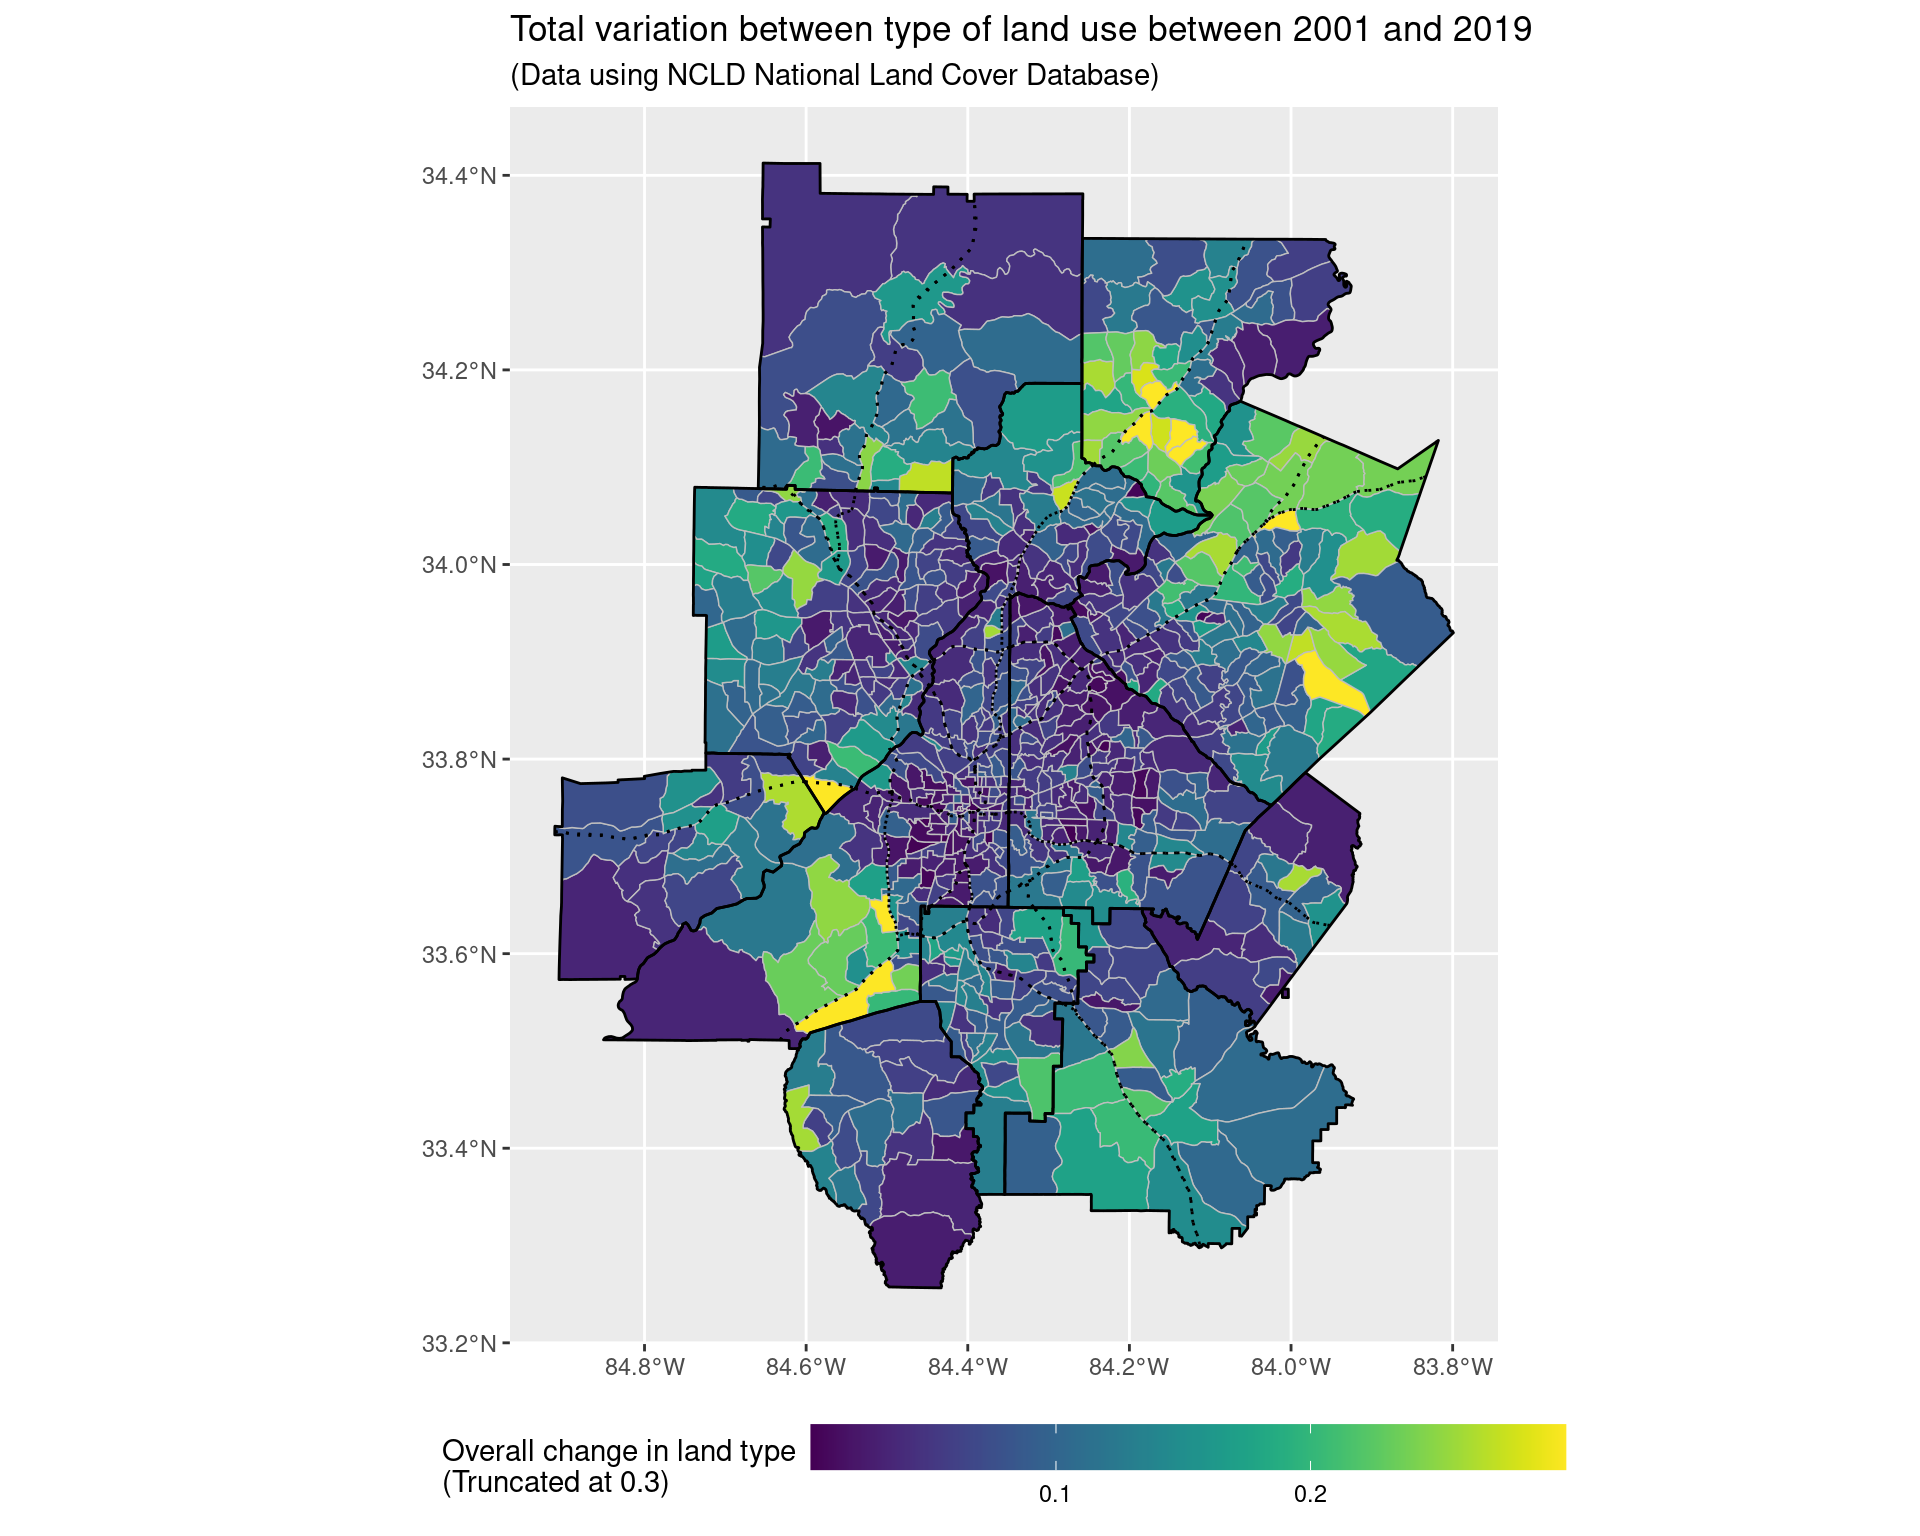 Total variation between type of land use between 2001 and 2019
(Data using NCLD National Land Cover Database)
34.4°N
34.2°N
34.0°N
33.8°N
33.6°N
33.4°N
33.2°N
84.8°W 84.6°W 84.4°W 84.2°W 84.0°W 83.8°W
Overall change in land type
(Truncated at 0.3)
0.1 0.2